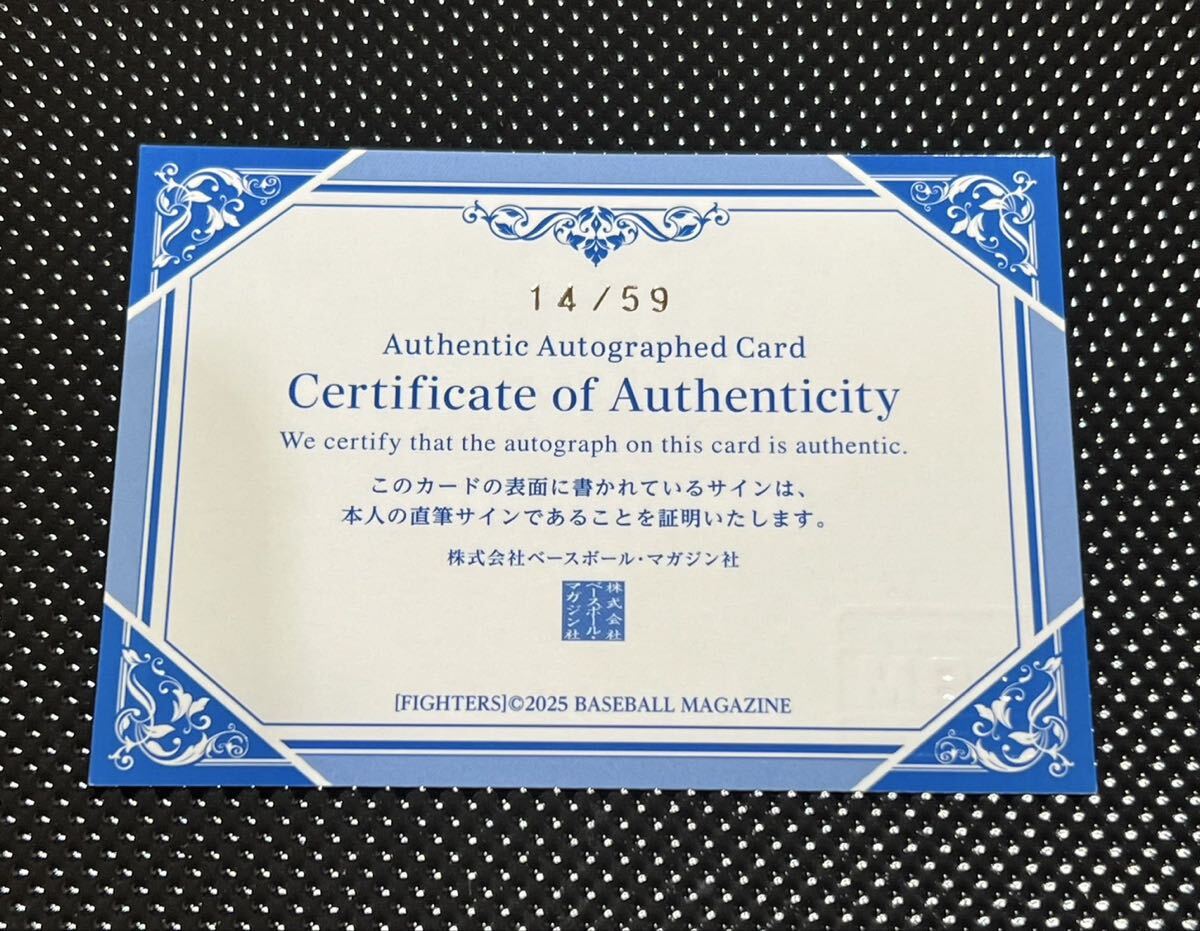 14/59
Authentic Autographed Card
Certificate of Authenticity
We certify that the autograph on this card is authentic.
このカードの表面に書かれているサインは、
本人の直筆サインであることを証明いたします。
株式会社ベースボール・マガジン社
株式会社
ベースボール・
マガジン社
[FIGHTERS]©2025 BASEBALL MAGAZINE